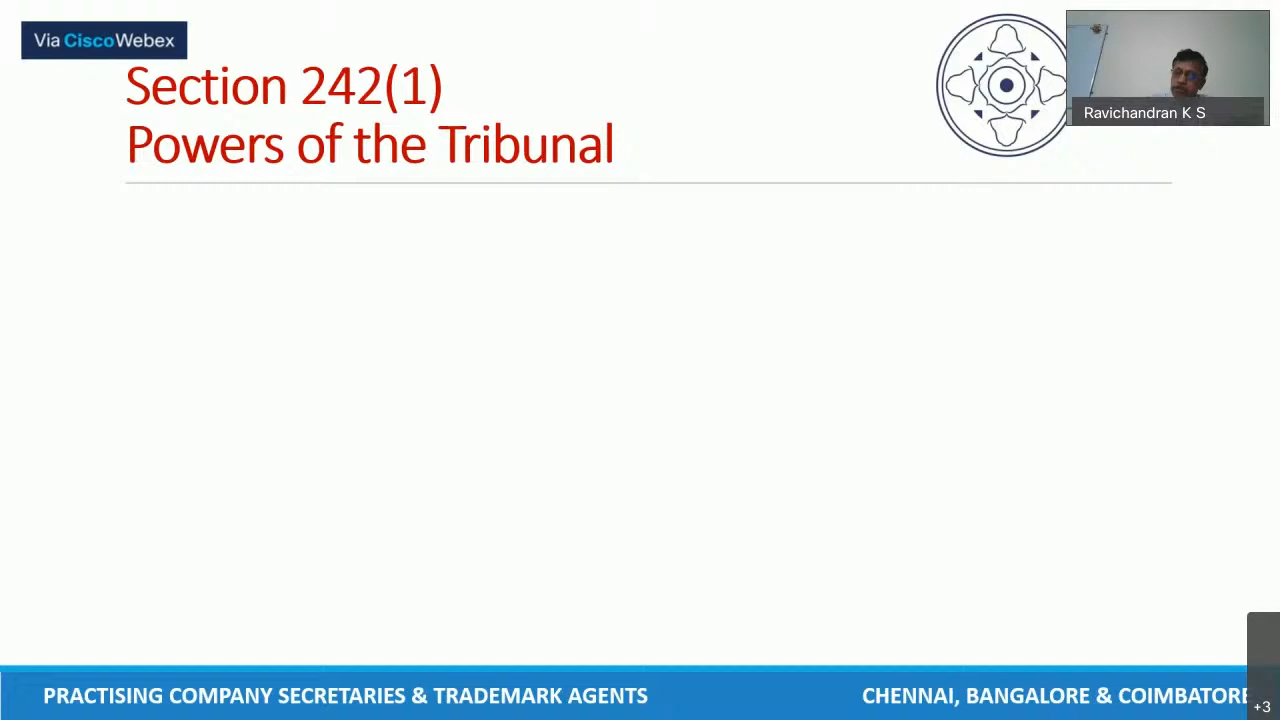 Via CiscoWebex
Section 242(1)
Powers of the Tribunal
Ravichandran K S
PRACTISING COMPANY SECRETARIES & TRADEMARK AGENTS
CHENNAI, BANGALORE & COIMBATORE
+3